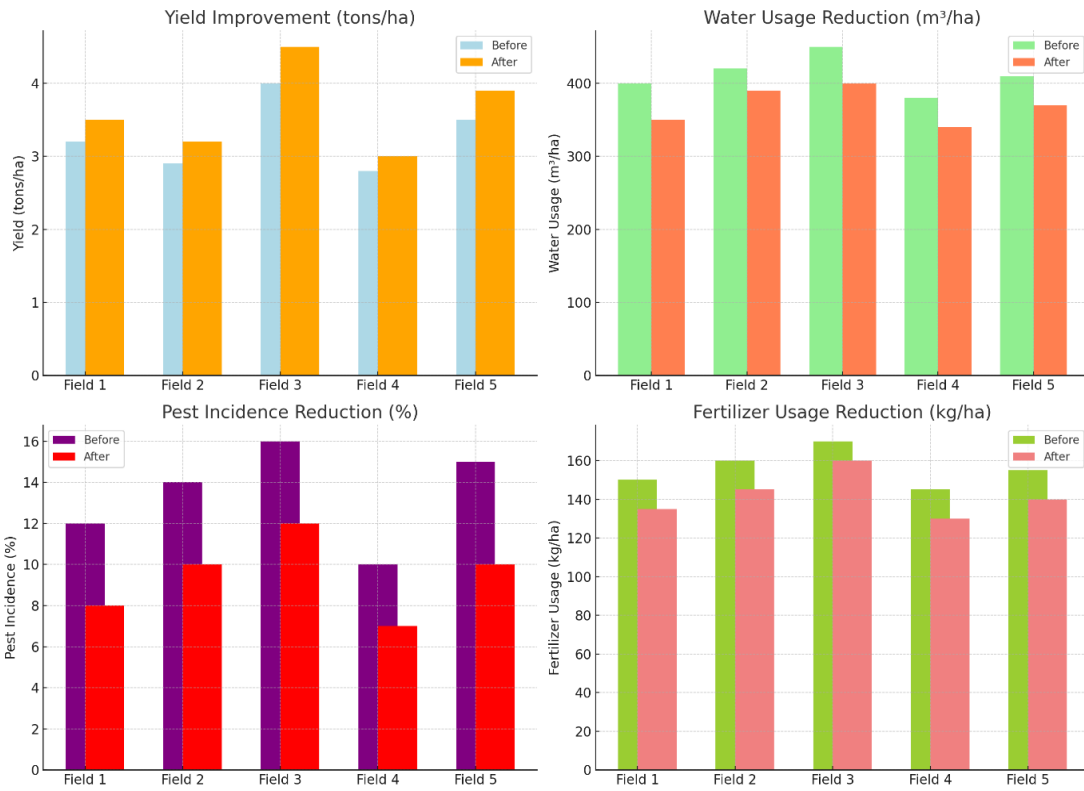 Yield Improvement (tons/ha)
Yield (tons/ha)
4
3
2
1
0
Before
After
Field 1 Field 2 Field 3 Field 4 Field 5
Water Usage Reduction (m³/ha)
Water Usage (m³/ha)
400
300
200
100
0
Before
After
Field 1 Field 2 Field 3 Field 4 Field 5
Pest Incidence Reduction (%)
Pest Incidence (%)
16
14
12
10
8
6
4
2
0
Before
After
Field 1 Field 2 Field 3 Field 4 Field 5
Fertilizer Usage Reduction (kg/ha)
Fertilizer Usage (kg/ha)
160
140
120
100
80
60
40
20
0
Before
After
Field 1 Field 2 Field 3 Field 4 Field 5